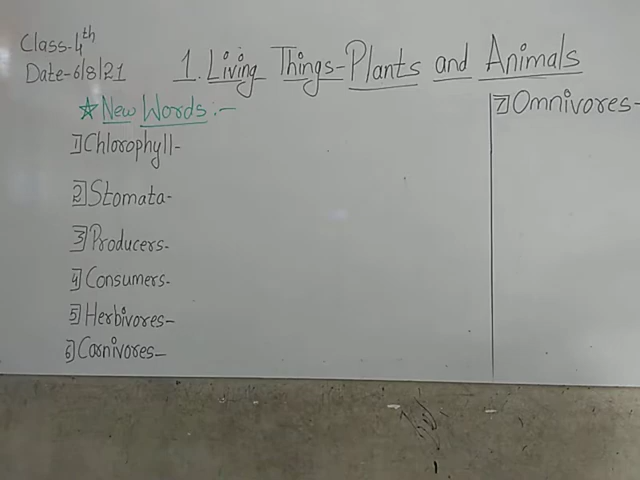 Class-4th
Date-6/8/21
1. Living Things-Plants and Animals
★ New Words:-
1] Chlorophyll-
2] Stomata-
3] Producers-
4] Consumers-
5] Herbivores-
6] Carnivores-
7] Omnivores-